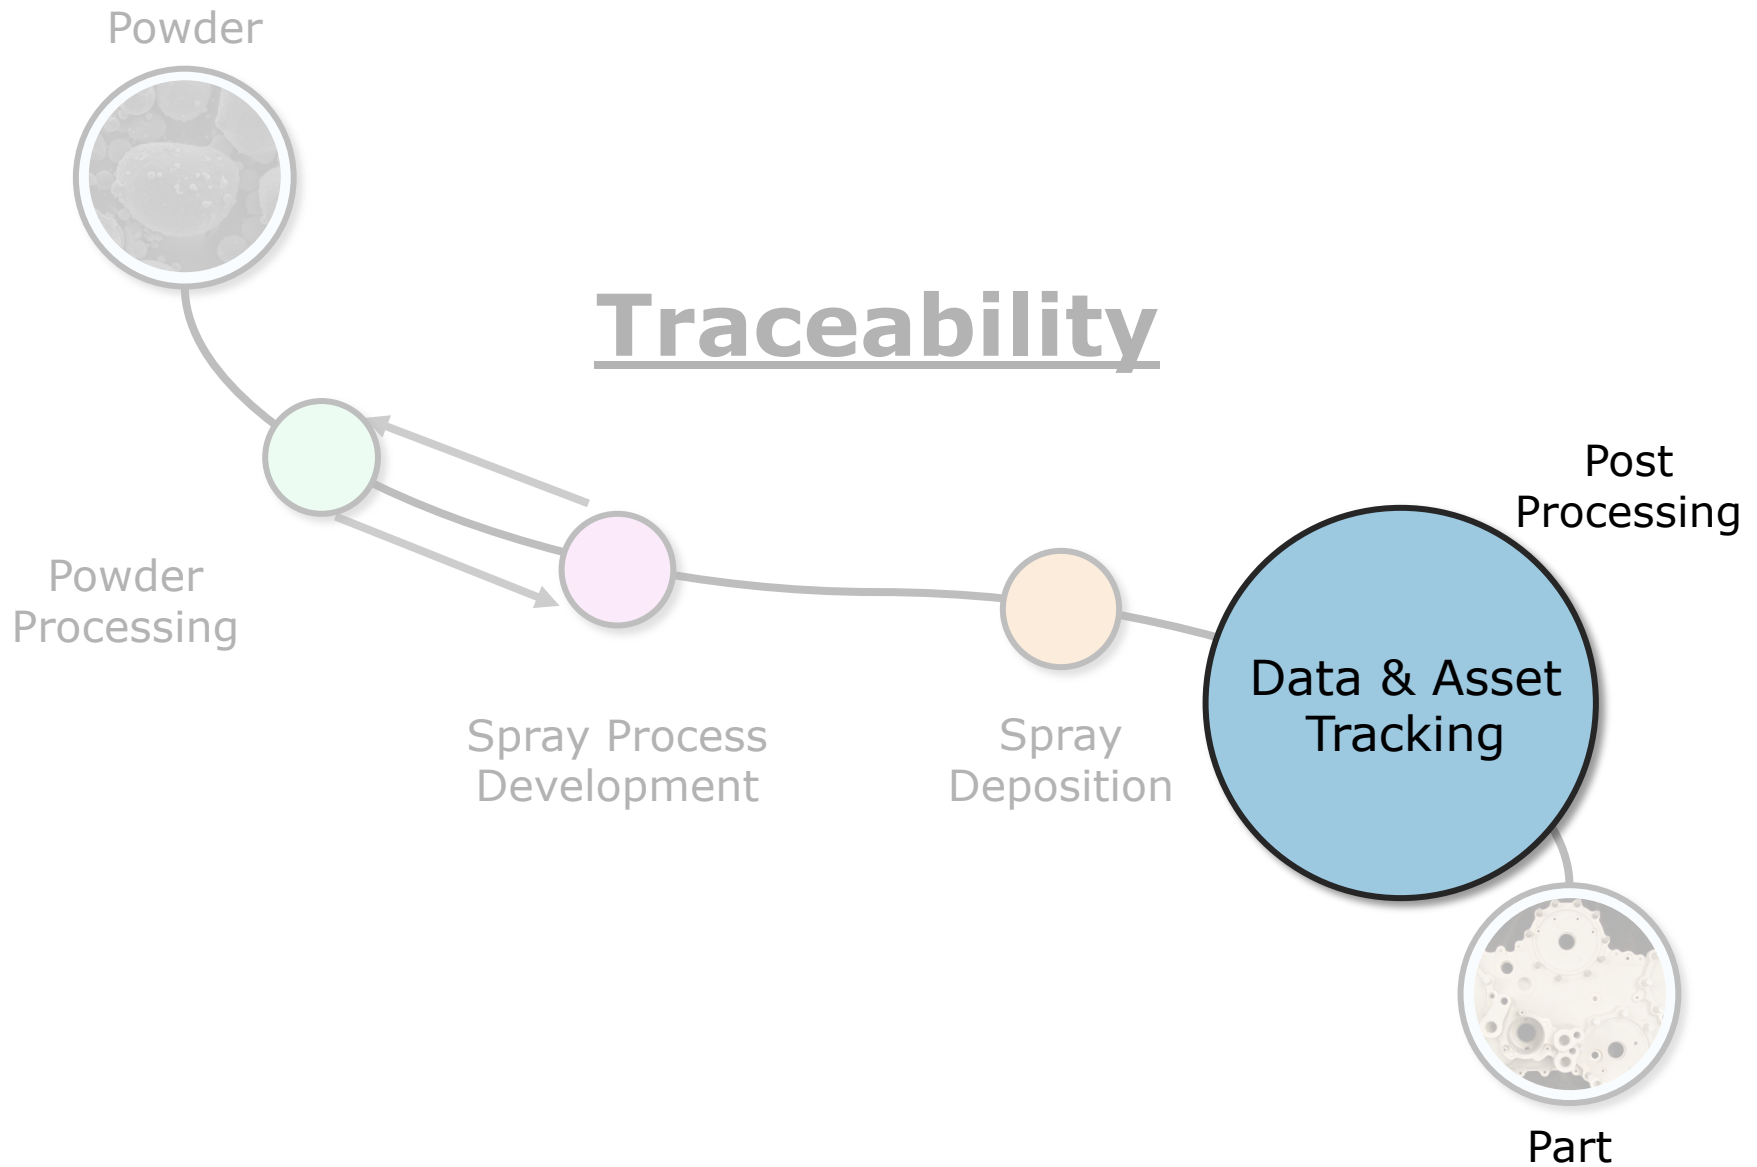 Powder
Traceability
Post
Processing
Powder
Processing
Data & Asset
Tracking
Spray Process
Development
Spray
Deposition
Part